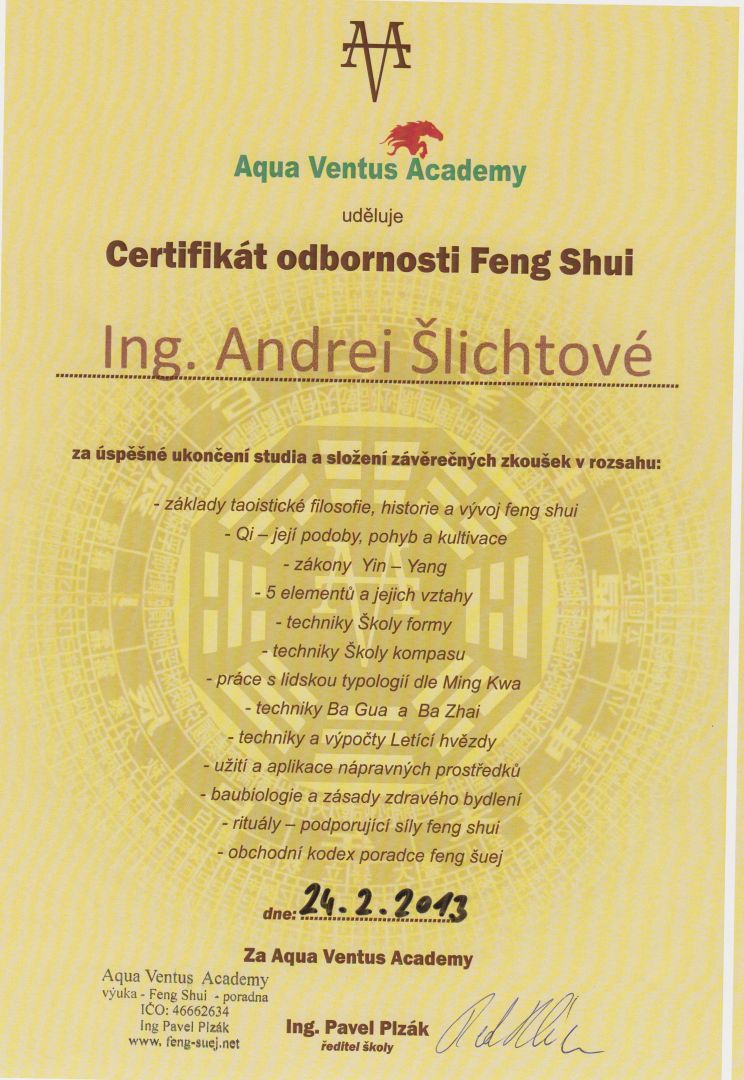 Aqua Ventus Academy
uděluje
Certifikát odbornosti Feng Shui
Ing. Andrei Šlichtové
za úspěšné ukončení studia a složení závěrečných zkoušek v rozsahu:
- základy taoistické filosofie, historie a vývoj feng shui
- Qi – její podoby, pohyb a kultivace
- zákony Yin – Yang
- 5 elementů a jejich vztahy
- techniky Školy formy
- techniky Školy kompasu
- práce s lidskou typologií dle Ming Kwa
- techniky Ba Gua a Ba Zhai
- techniky a výpočty Letící hvězdy
- užití a aplikace nápravných prostředků
- baubiologie a zásady zdravého bydlení
- rituály – podporující síly feng shui
- obchodní kodex poradce feng šuej
dne: 24.2.2013
Za Aqua Ventus Academy
Aqua Ventus Academy
výuka - Feng Shui - poradna
IČO: 46662634
Ing Pavel Plzák
www. feng-suej.net
Ing. Pavel Plzák
ředitel školy